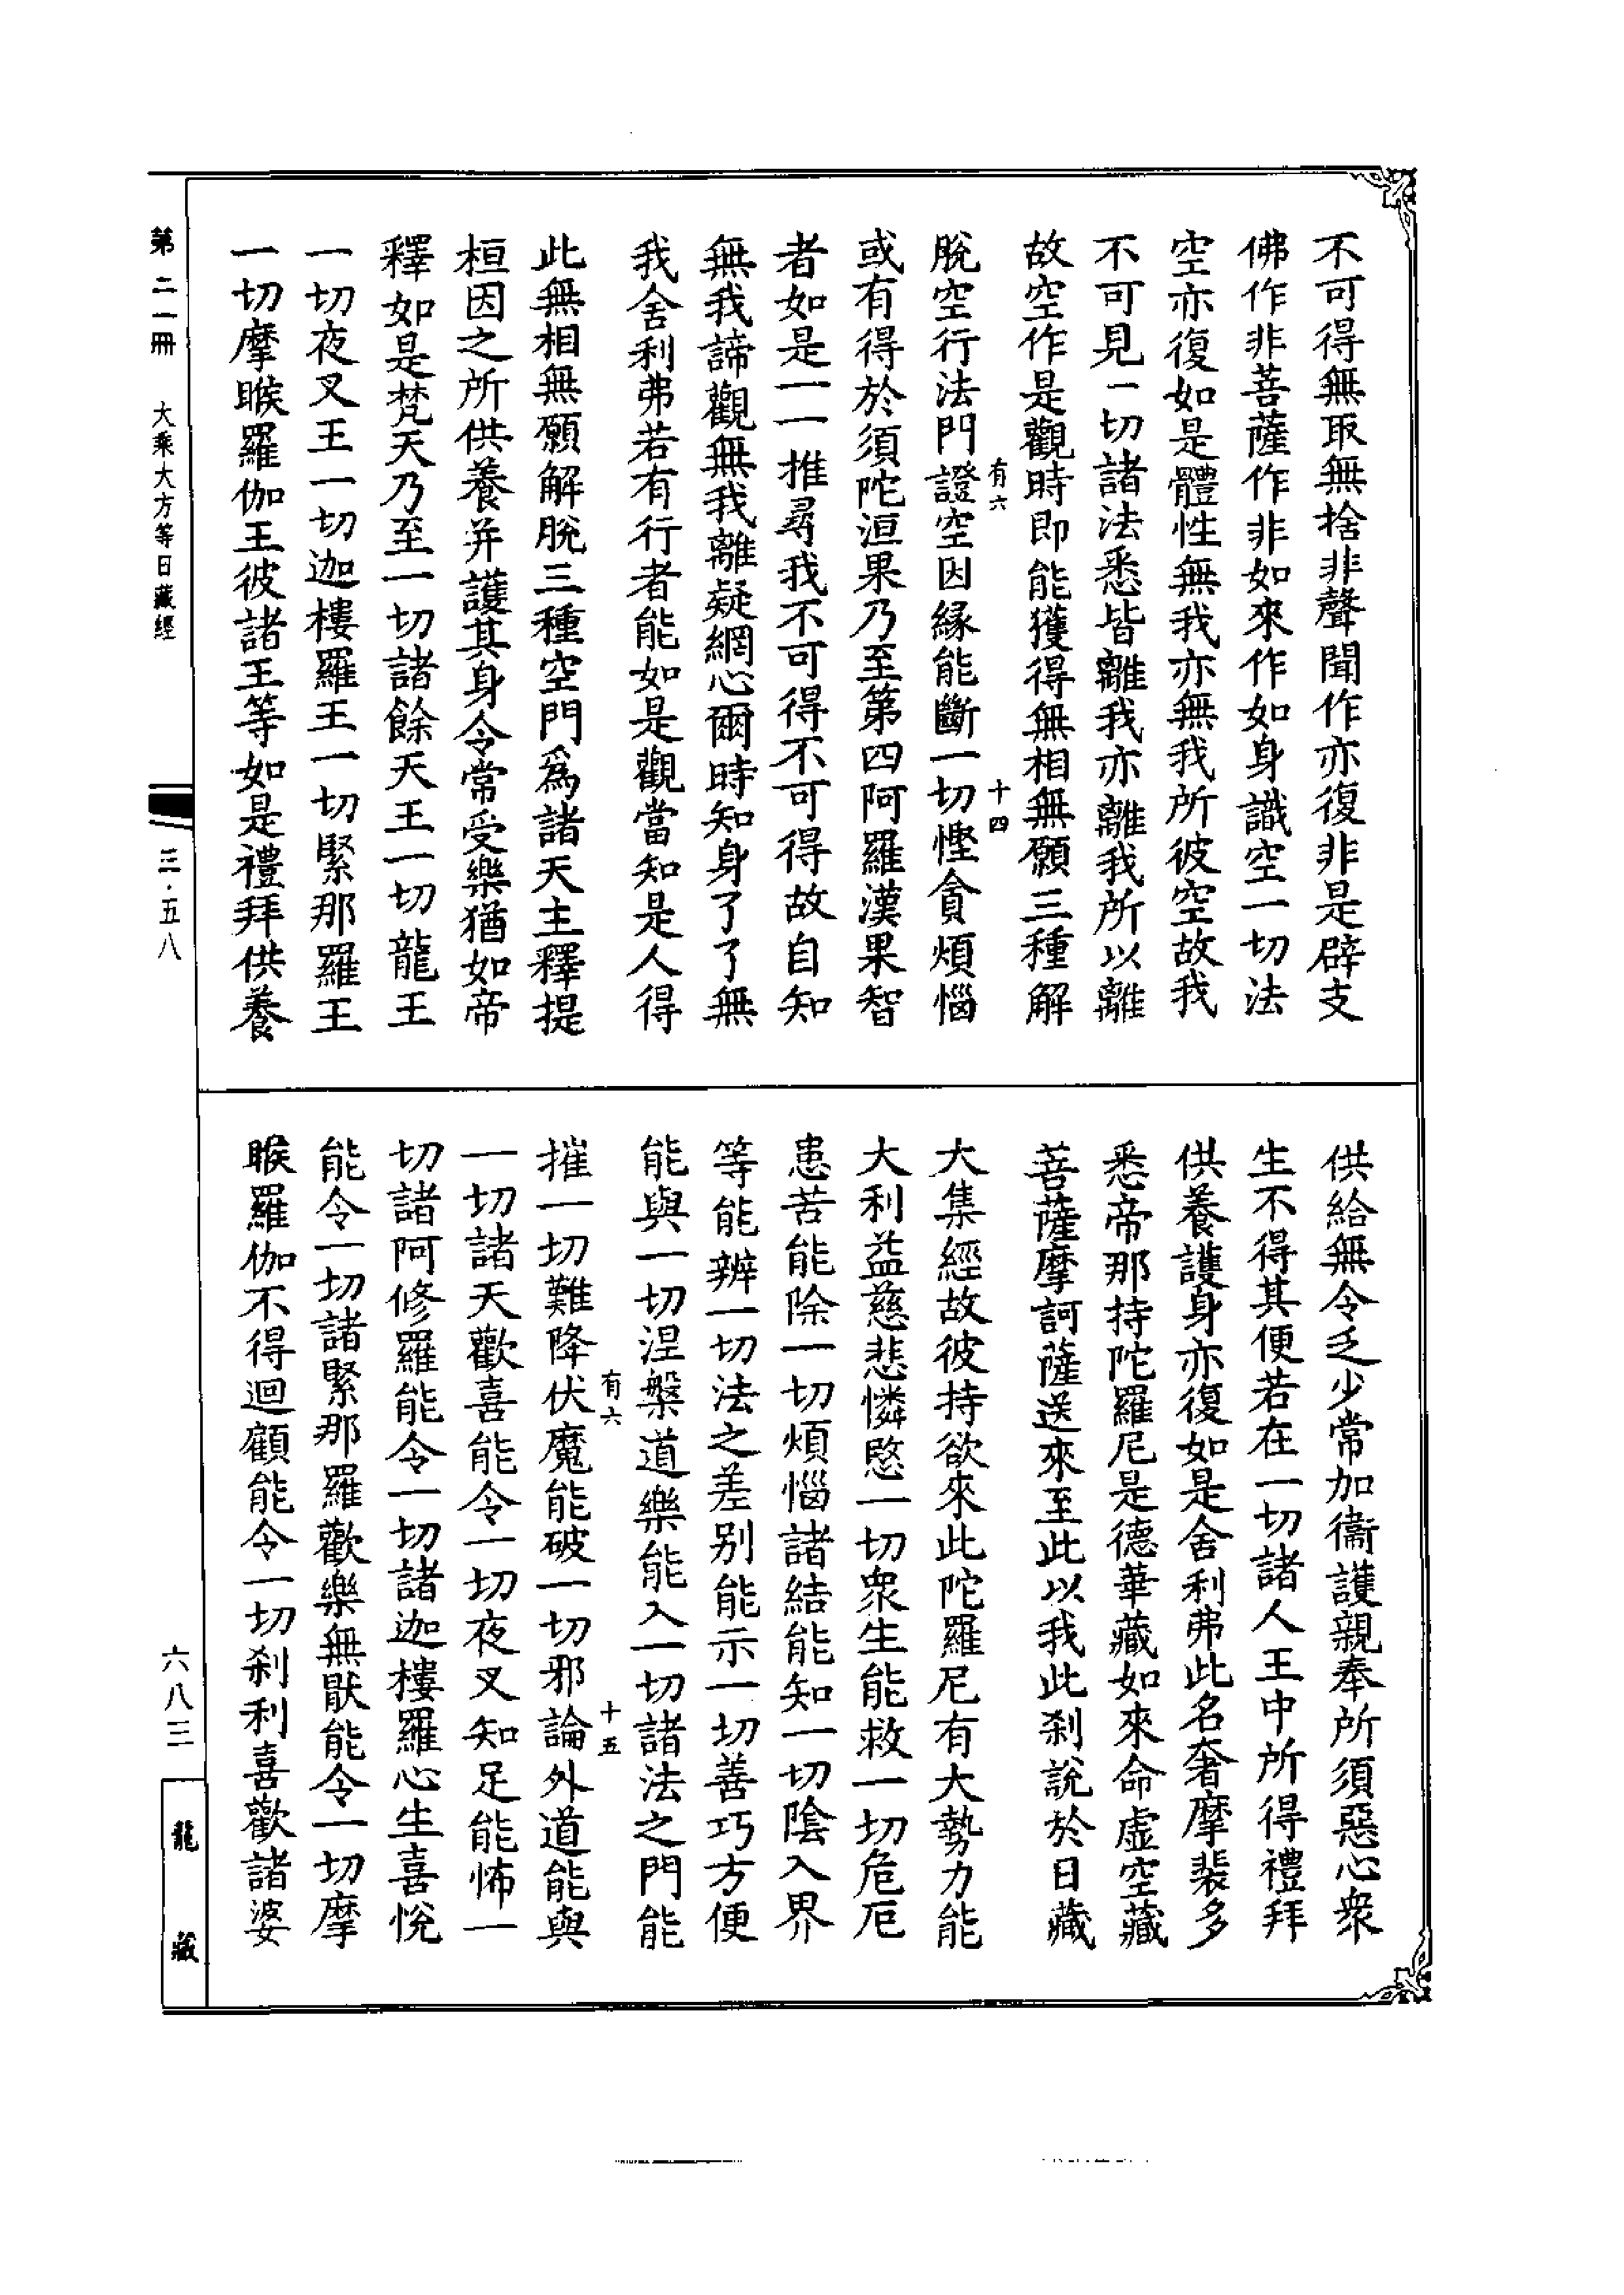 不可得無取無捨非聲聞作亦復非是辟支
佛作非菩薩作非如來作如身識空一切法
空亦復如是體性無我亦無我所彼空故我
不可見一切諸法悉皆離我亦離我所以離
故空作是觀時即能獲得無相無願三種解
有六
十四
脫空行法門證空因緣能斷一切慳貪煩惱
或有得於須陀洹果乃至第四阿羅漢果智
者如是一一推尋我不可得不可得故自知
無我諦觀無我離疑網心爾時知身了了無
我舍利弗若有行者能如是觀當知是人得
此無相無願解脫三種空門為諸天主釋提
桓因之所供養并護其身令常受樂猶如帝
釋如是梵天乃至一切諸餘天王一切龍王
一切夜叉王一切迦樓羅王一切緊那羅王
一切摩睺羅伽王彼諸王等如是禮拜供養
供給無令乏少常加衞護親奉所須惡心衆
生不得其便若在一切諸人王中所得禮拜
供養護身亦復如是舍利弗此名奢摩裴多
悉帝那持陀羅尼是德華藏如來命虛空藏
菩薩摩訶薩送來至此以我此刹說於日藏
大集經故彼持欲來此陀羅尼有大勢力能
大利益慈悲憐愍一切衆生能救一切危厄
患苦能除一切煩惱諸結能知一切陰入界
等能辨一切法之差别能示一切善巧方便
能與一切涅槃道樂能入一切諸法之門能
有六
十五
摧一切難降伏魔能破一切邪論外道能與
一切諸天歡喜能令一切夜叉知足能怖一
切諸阿修羅能令一切諸迦樓羅心生喜悅
能令一切諸緊那羅歡樂無猒能令一切摩
睺羅伽不得迴顧能令一切刹利喜歡諸婆
第二一冊 大乘大方等日藏經
三·五八
六八三
龍藏